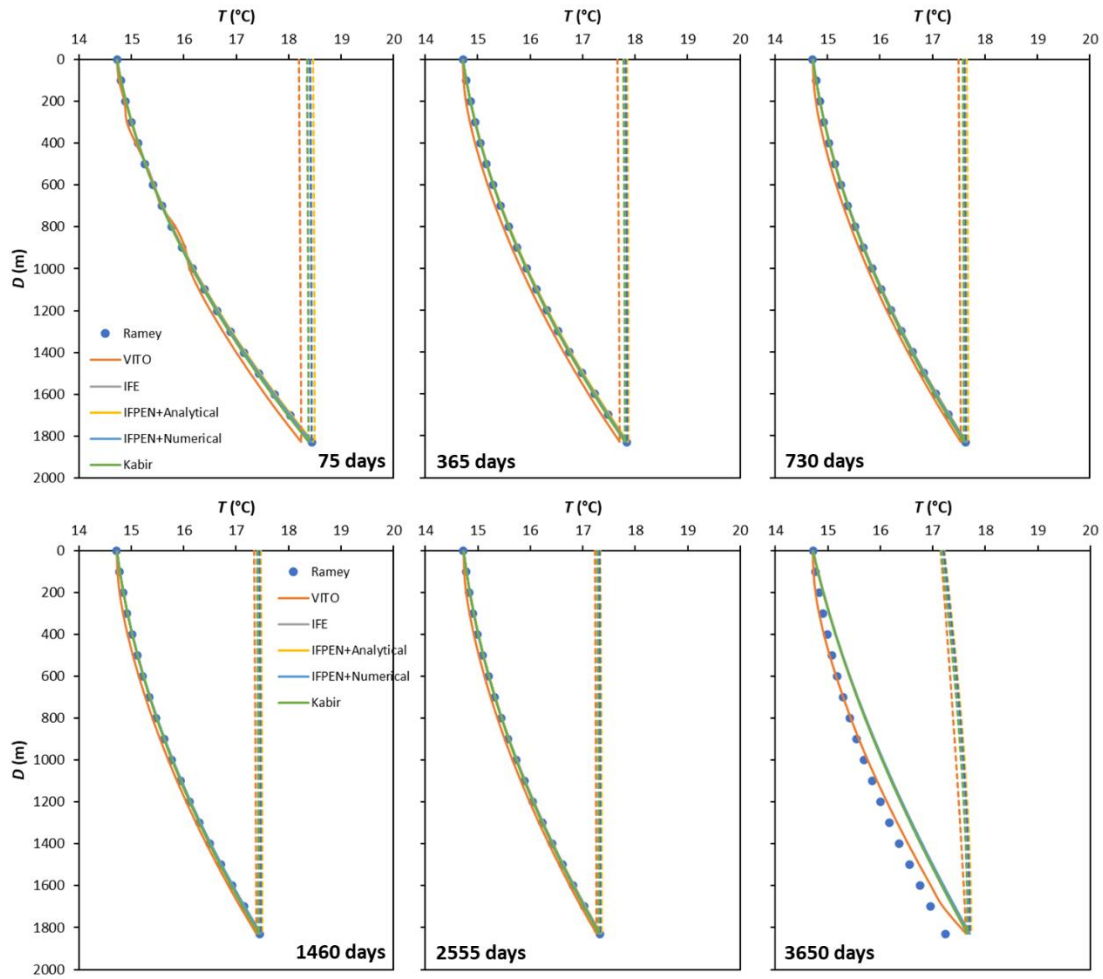 T (°C) T (°C) T (°C)
14 15 16 17 18 19 20 14 15 16 17 18 19 20 14 15 16 17 18 19 20
0 0 0
200 200 200
400 400 400
600 600 600
800 800 800
D (m)
1000 1000 1000
1200 1200 1200
Ramey
1400 1400 1400
VITO
IFE
1600 1600 1600
IFPEN+Analytical
1800 1800 1800
IFPEN+Numerical
Kabir
75 days 365 days 730 days
2000 2000 2000
T (°C) T (°C) T (°C)
14 15 16 17 18 19 20 14 15 16 17 18 19 20 14 15 16 17 18 19 20
0 0 0
Ramey
200 200 200
VITO
IFE
400 400 400
IFPEN+Analytical
600 600 600
IFPEN+Numerical
Kabir
800 800 800
D (m)
1000 1000 1000
1200 1200 1200
1400 1400 1400
1600 1600 1600
1800 1800 1800
1460 days 2555 days 3650 days
2000 2000 2000